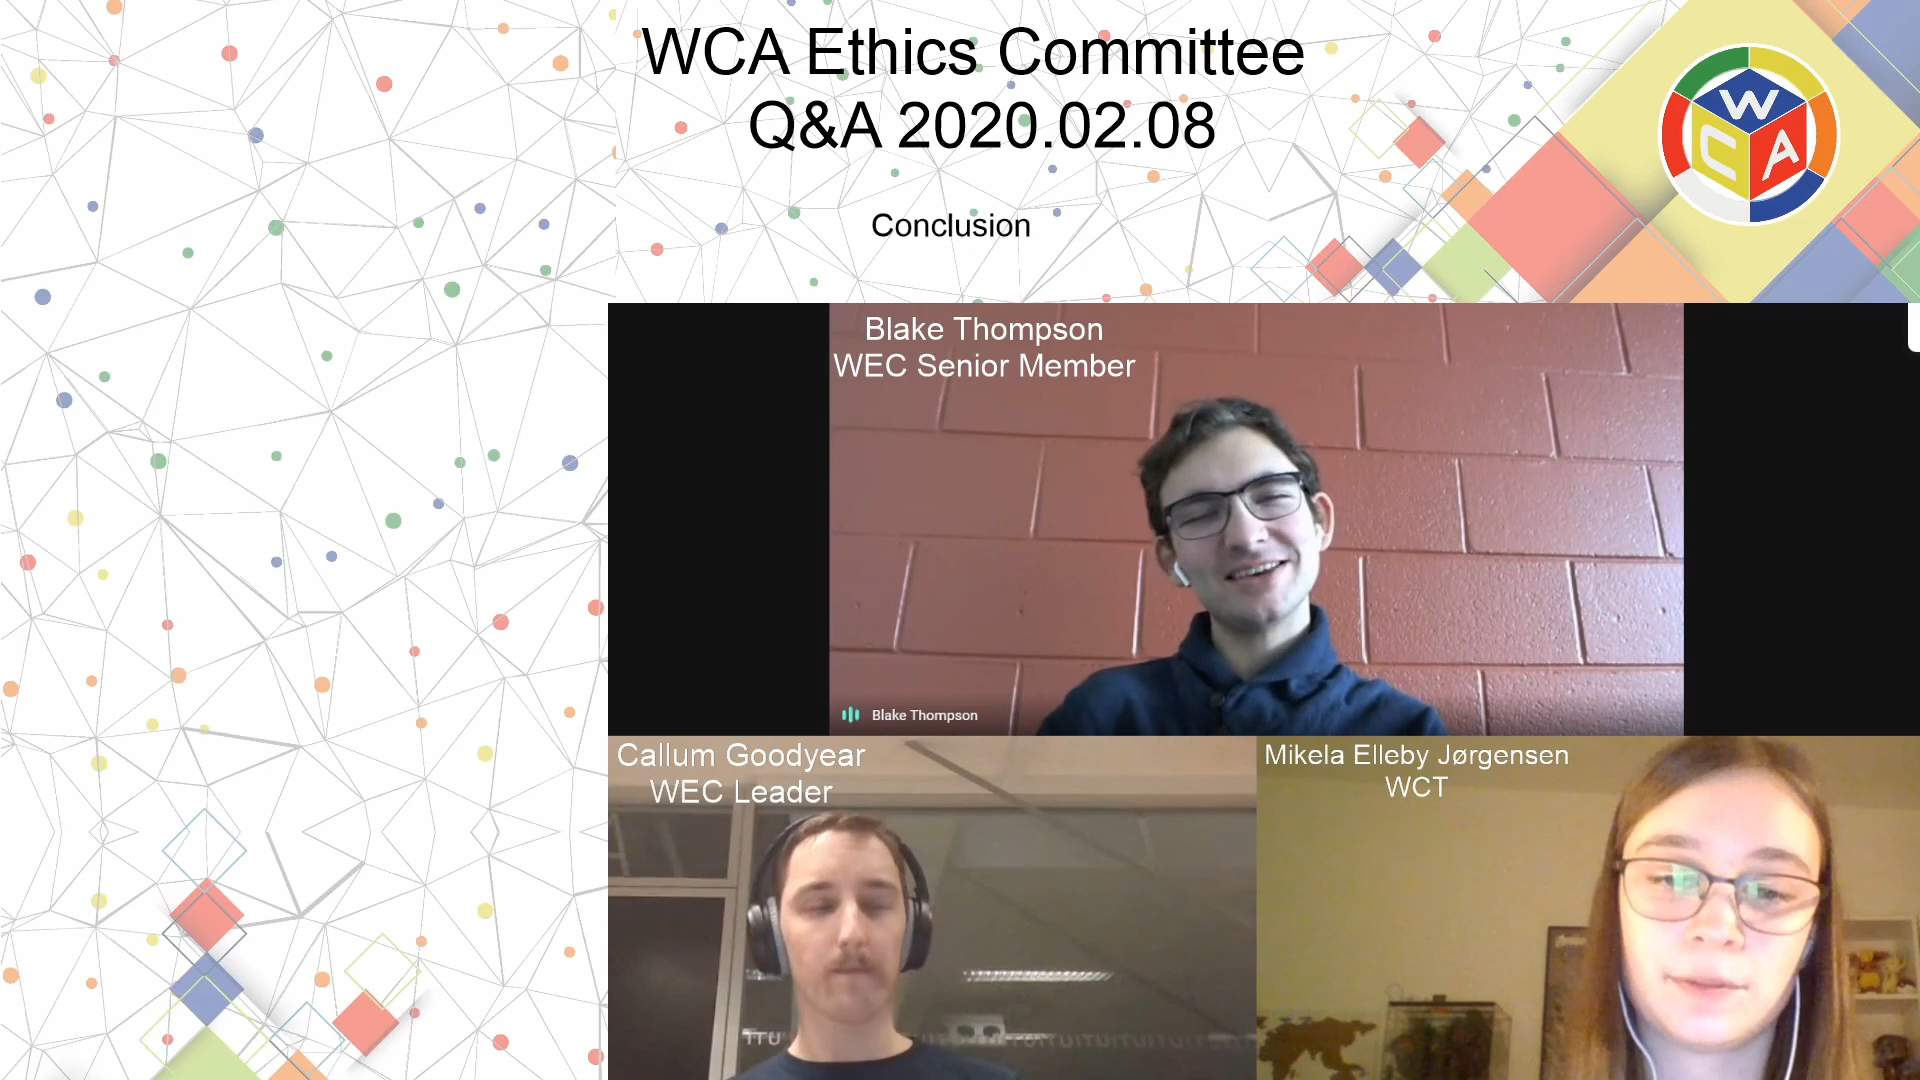 WCA Ethics Committee
Q&A 2020.02.08
Conclusion
W
C A
Blake Thompson
WEC Senior Member
Blake Thompson
Callum Goodyear
WEC Leader
Mikela Elleby Jørgensen
WCT